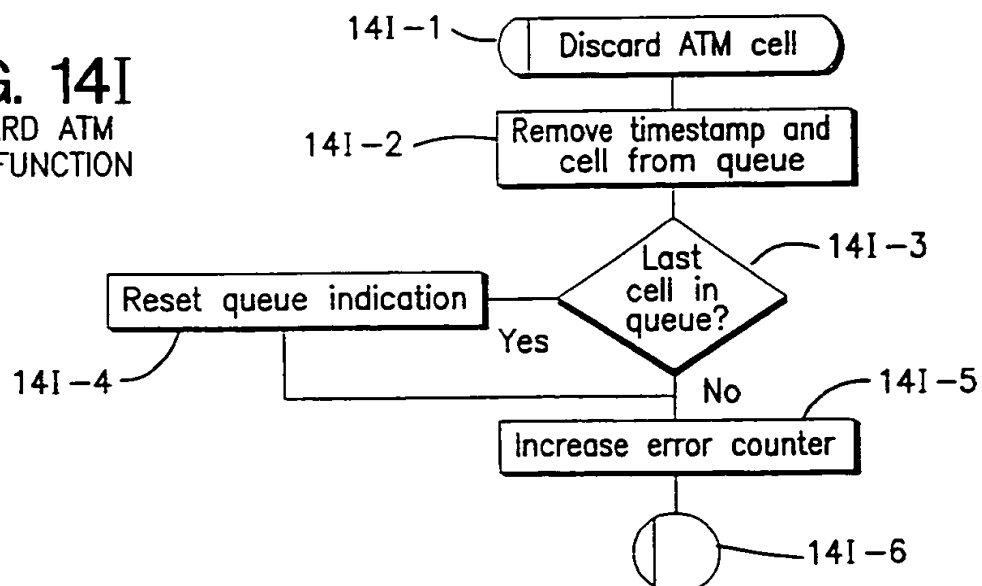 14I-1
Discard ATM cell
14I
ATM
FUNCTION
14I-2
Remove timestamp and
cell from queue
14I-3
Last
cell in
queue?
Reset queue indication
Yes
14I-4
No
14I-5
Increase error counter
14I-6